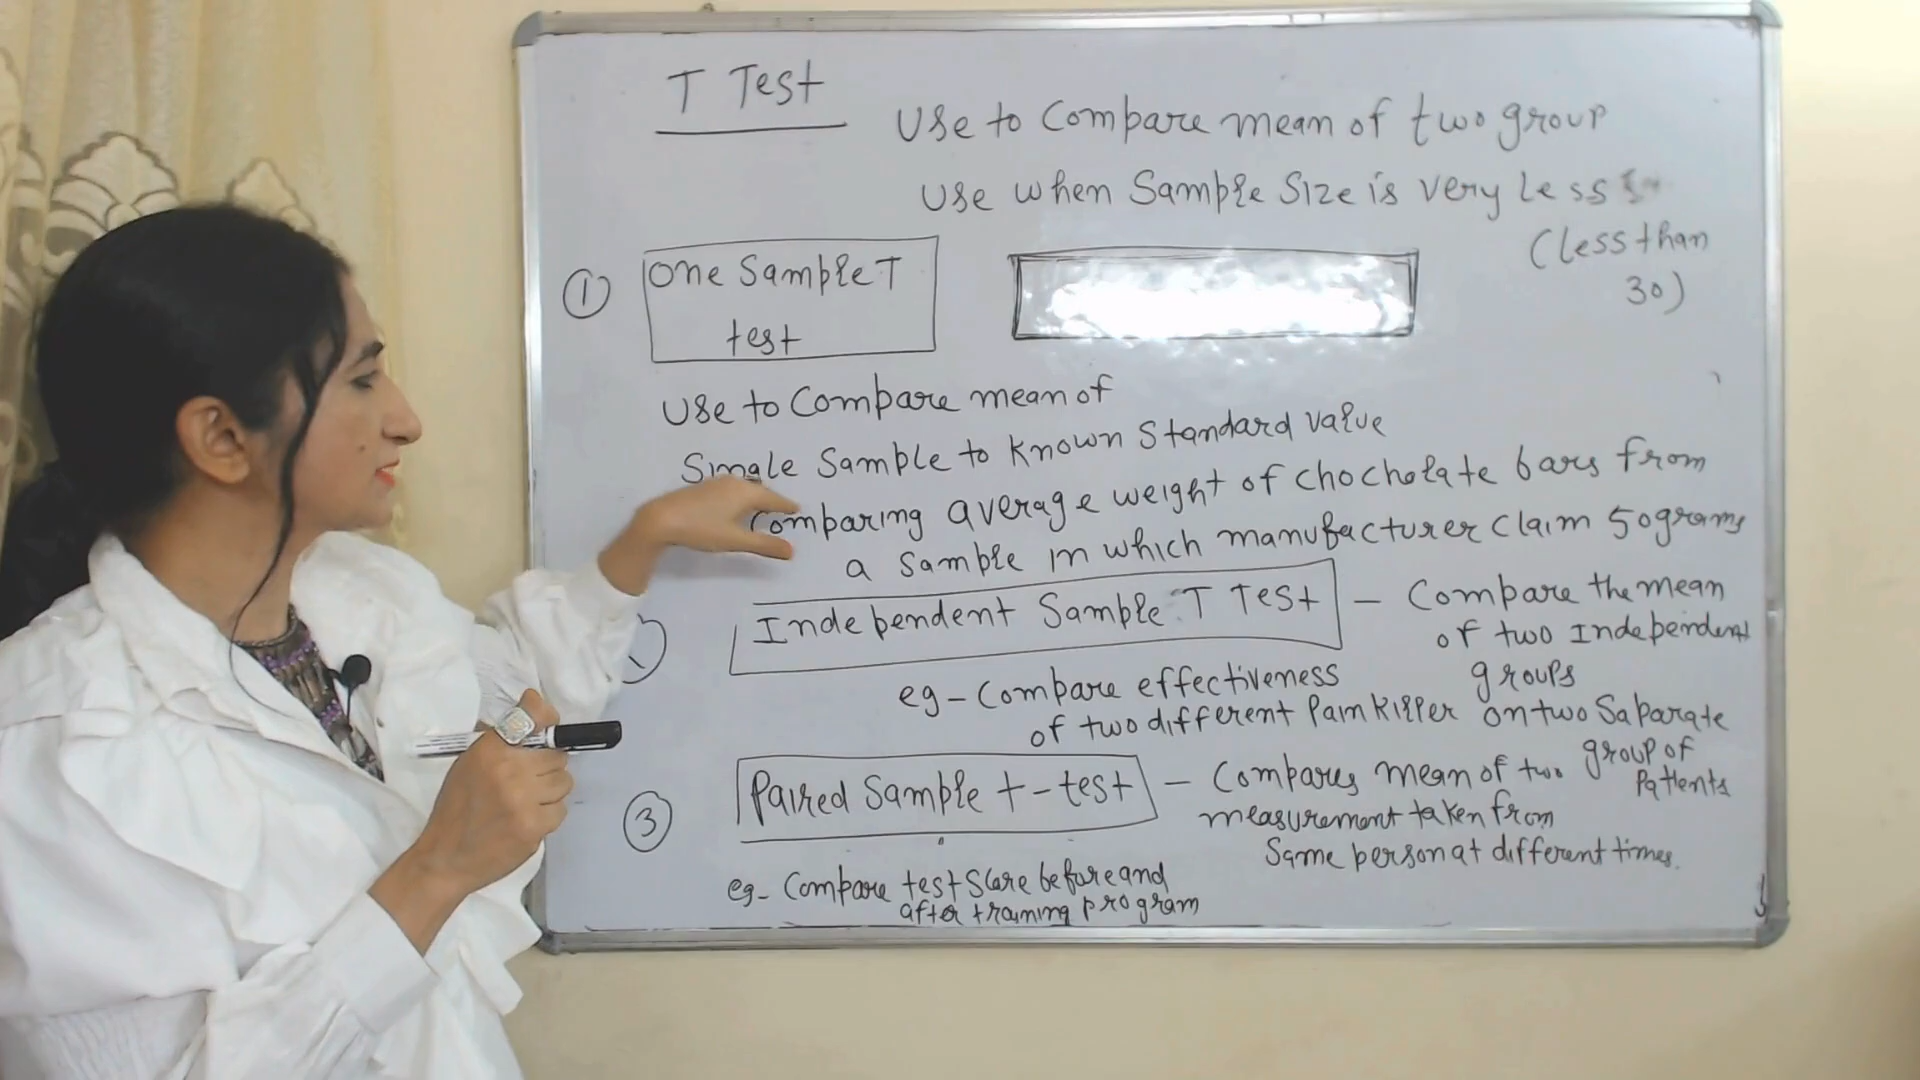 T Test
Use to Compare mean of two group
Use when Sample Size is very Less
(less than
30)
① One Sample T
test
Use to Compare mean of
Single Sample to Known Standard value
Comparing average weight of chocholate bars from
a Sample in which manufacturer claim 50grams
Independent Sample T Test – Compare the mean
of two Independent
groups
eg – Compare effectiveness
of two different Pain Killer on two Saparate
group of
Patients
③ Paired Sample t-test – Compares mean of two
measurement taken from
Same person at different times.
eg- Compare test Score before and
after training program